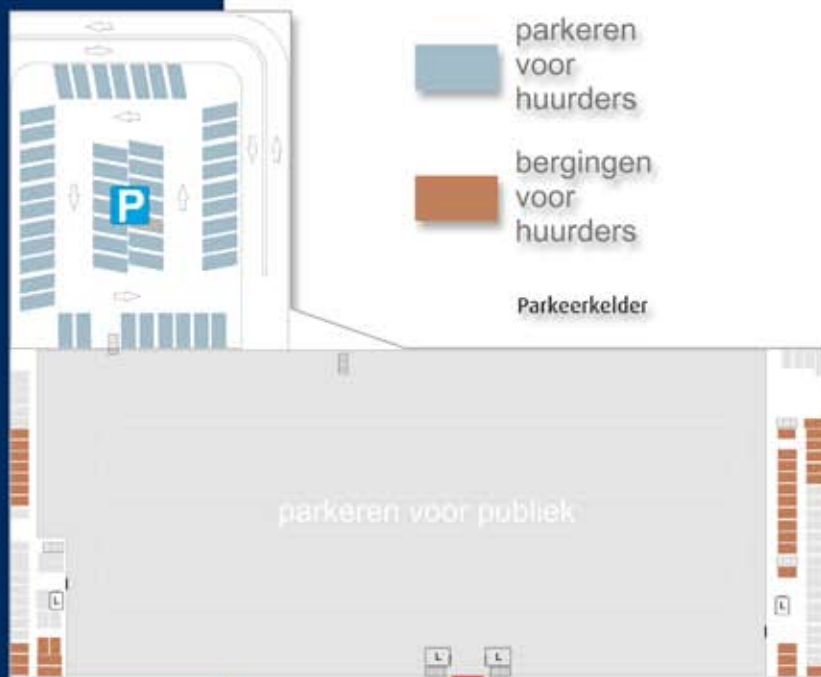 parkeren
voor
huurders
bergingen
voor
huurders
Parkeerkelder
P
parkeren voor publiek
L
L
L
L